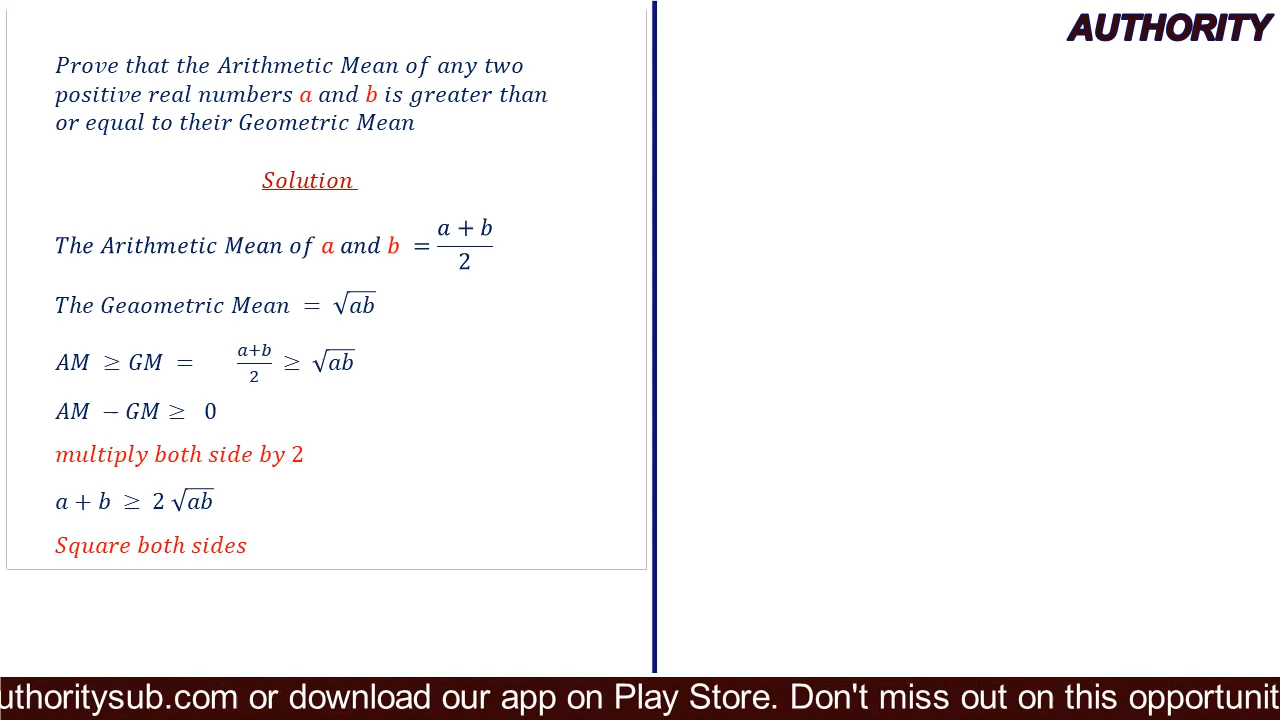 AUTHORITY
Prove that the Arithmetic Mean of any two
positive real numbers a and b is greater than
or equal to their Geometric Mean
Solution
The Arithmetic Mean of a and b = \frac{a + b}{2}
The Geaometric Mean = √ab
AM ≥ GM = \frac{a+b}{2} ≥ √ab
AM − GM ≥ 0
multiply both side by 2
a + b ≥ 2 √ab
Square both sides
uthoritysub.com or download our app on Play Store. Don't miss out on this opportunit